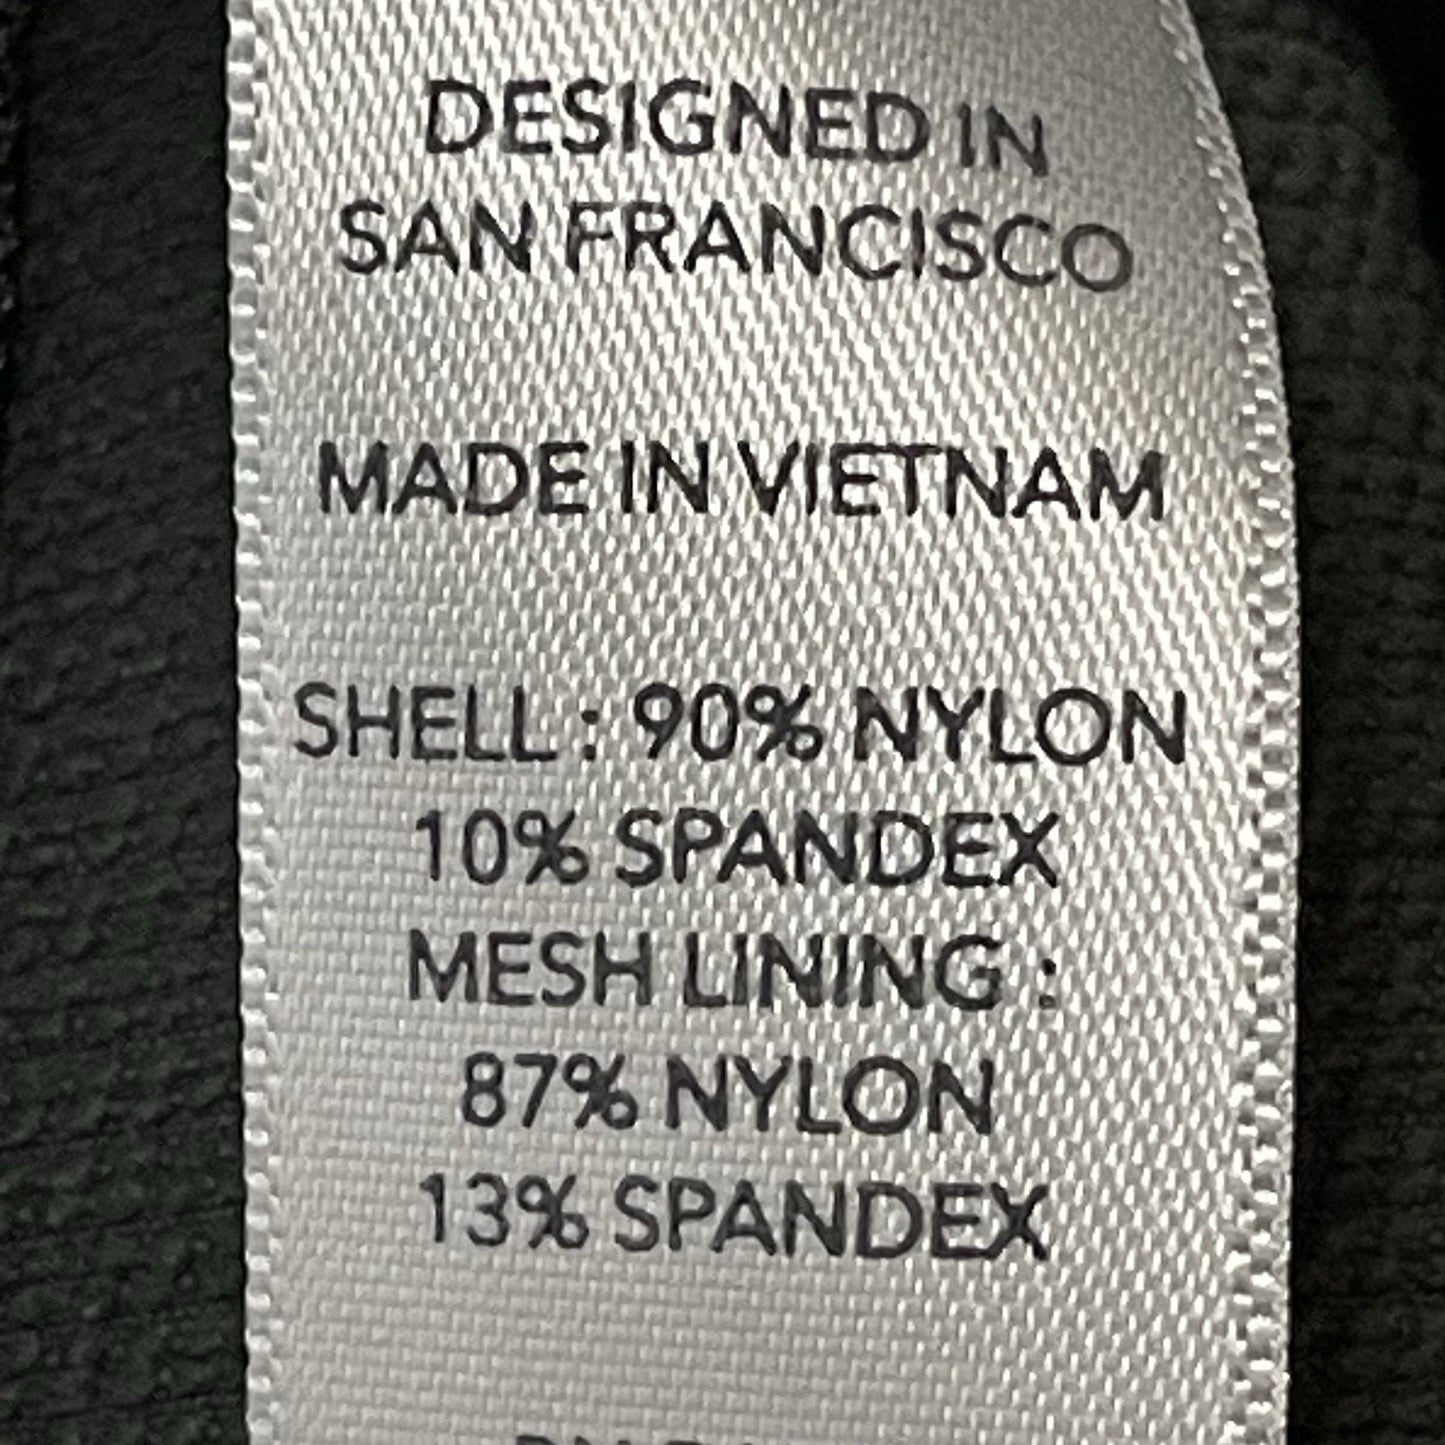 DESIGNED IN
SAN FRANCISCO
MADE IN VIETNAM
SHELL : 90% NYLON
10% SPANDEX
MESH LINING :
87% NYLON
13% SPANDEX